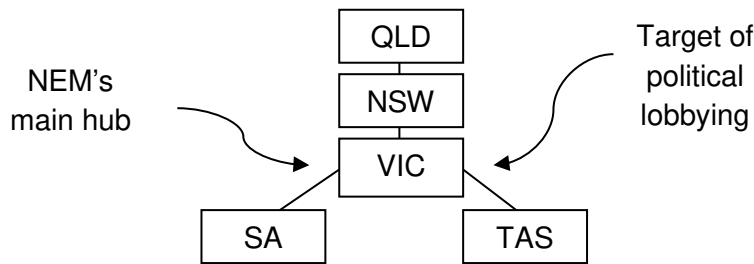 QLD
NEM's
main hub
NSW
Target of
political
lobbying
VIC
SA
TAS